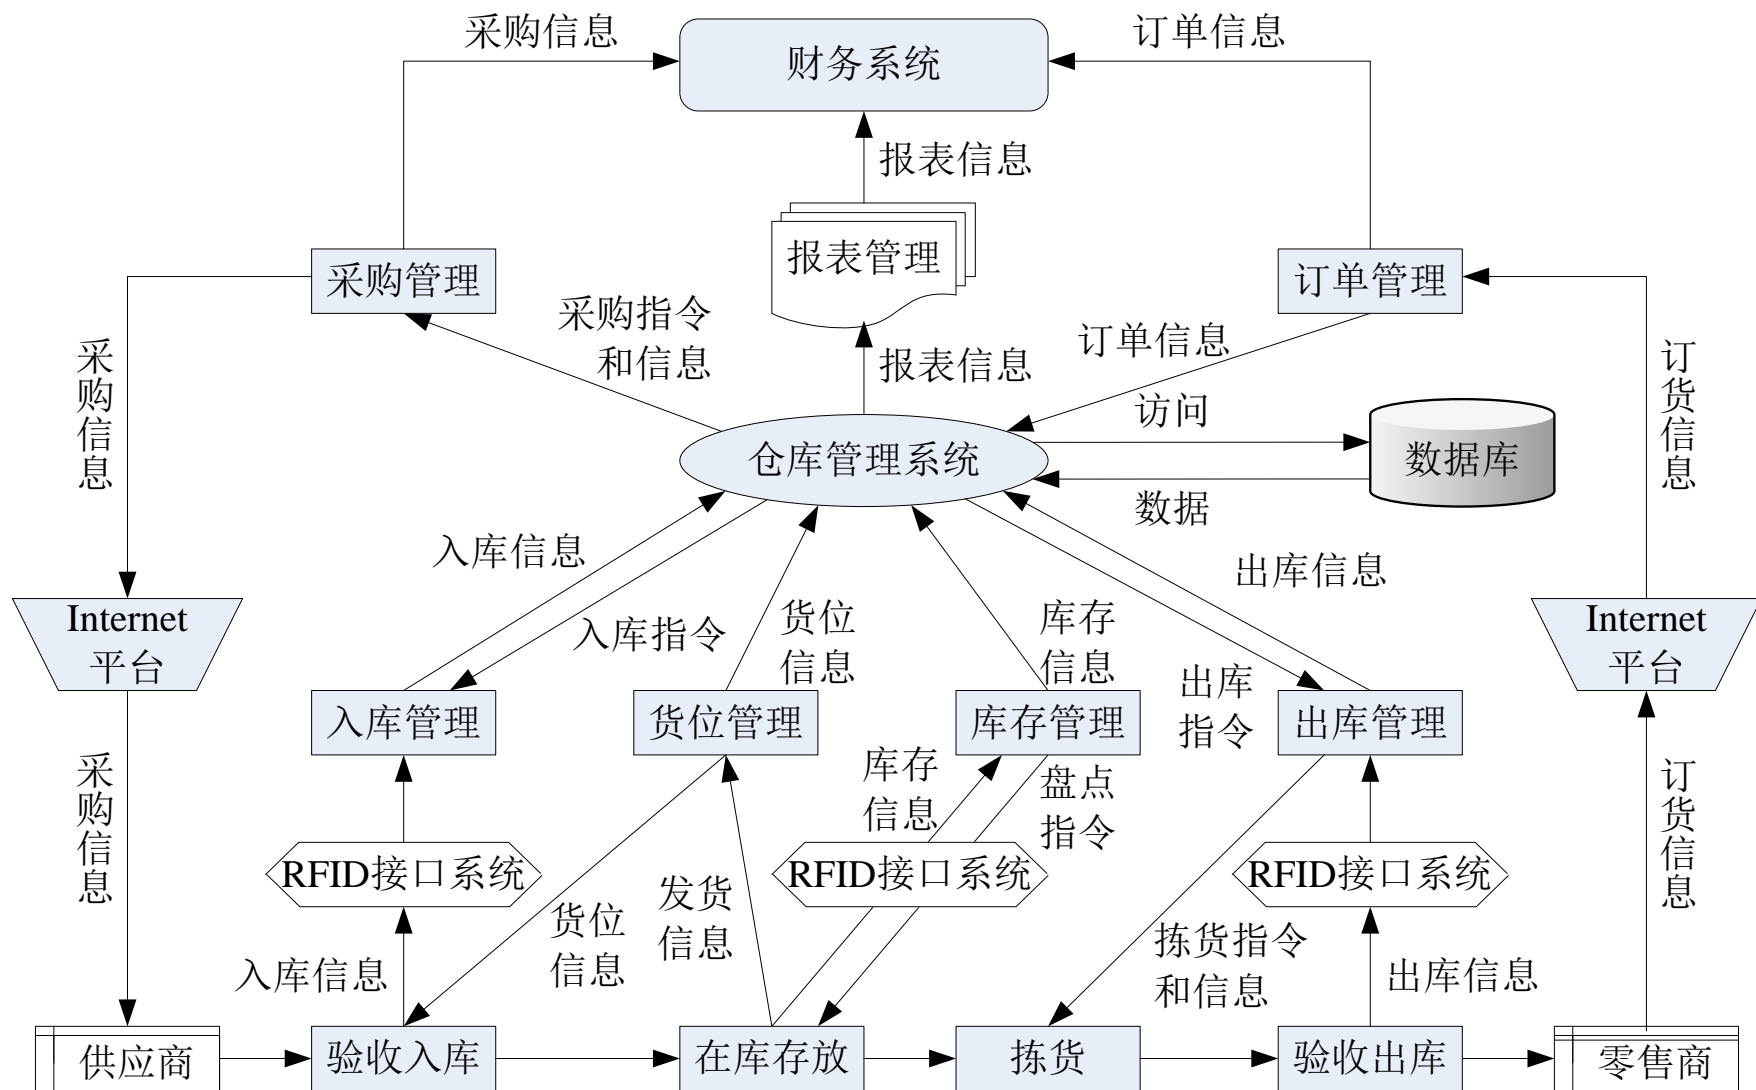 采购信息
财务系统
订单信息
报表信息
报表管理
采购管理
订单管理
采购指令
和信息
报表信息
订单信息
采购信息
订货信息
访问
仓库管理系统
数据库
数据
入库信息
出库信息
Internet
平台
入库指令
货位
信息
库存
信息
出库
指令
Internet
平台
入库管理
货位管理
库存管理
出库管理
采购信息
库存
信息
盘点
指令
订货信息
RFID接口系统
RFID接口系统
RFID接口系统
货位
信息
发货
信息
拣货指令
和信息
入库信息
出库信息
供应商
验收入库
在库存放
拣货
验收出库
零售商